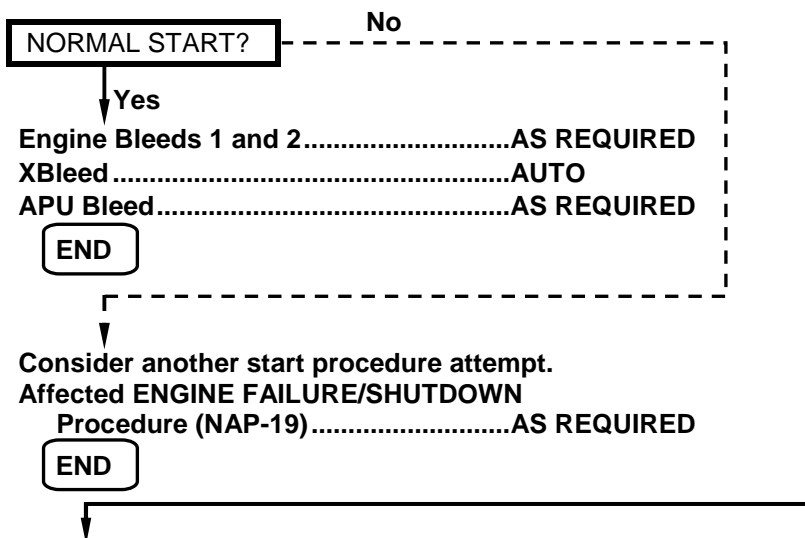 No
NORMAL START?
Yes
Engine Bleeds 1 and 2............................AS REQUIRED
XBleed......................................................AUTO
APU Bleed................................................AS REQUIRED
END
Consider another start procedure attempt.
Affected ENGINE FAILURE/SHUTDOWN
Procedure (NAP-19)...........................AS REQUIRED
END